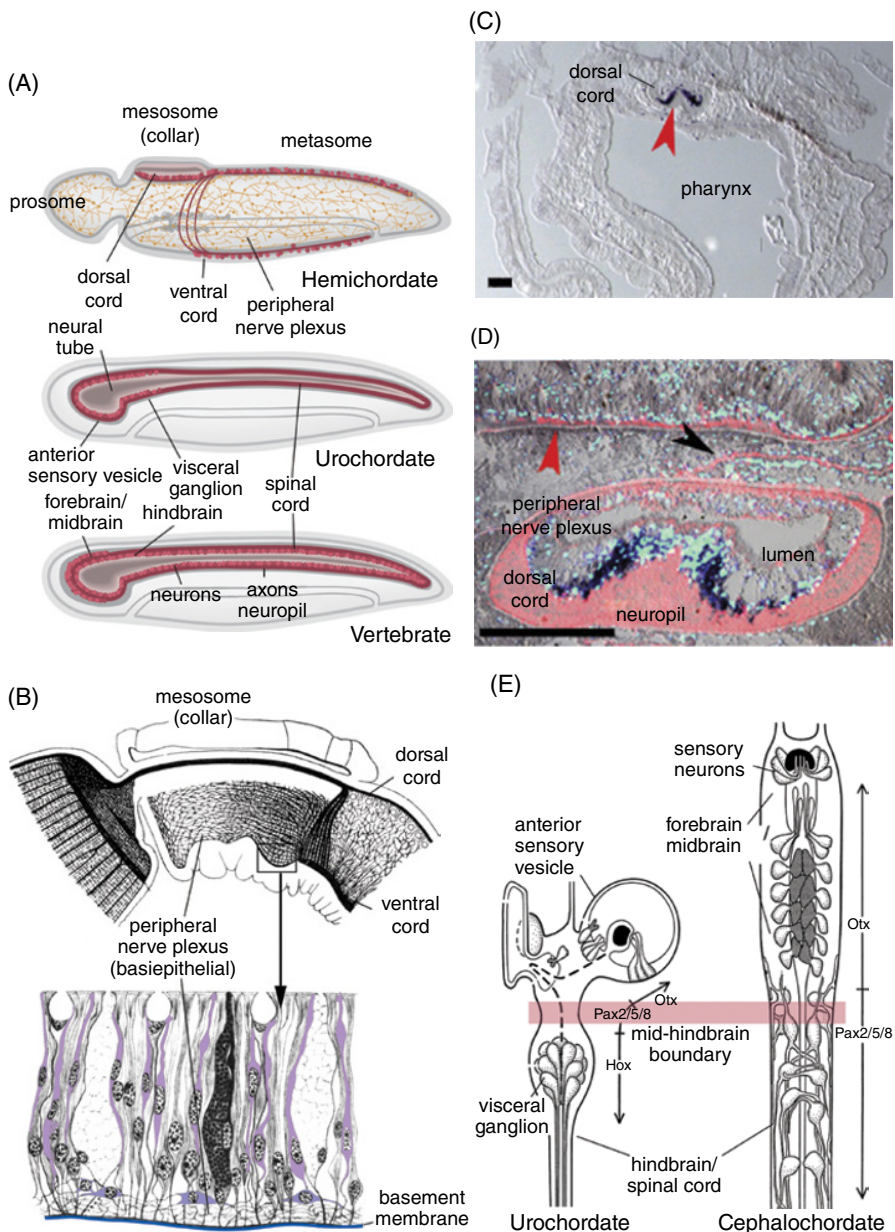 (A)
mesosome
(collar)
metasome
prosome
dorsal
cord
ventral
cord
peripheral
nerve plexus
Hemichordate
neural
tube
anterior
sensory vesicle
visceral
ganglion
spinal
cord
Urochordate
forebrain/
midbrain
hindbrain
neurons
axons
neuropil
Vertebrate
(B)
mesosome
(collar)
dorsal
cord
ventral
cord
peripheral
nerve plexus
(basiepithelial)
basement
membrane
(C)
dorsal
cord
pharynx
(D)
peripheral
nerve plexus
lumen
dorsal
cord
neuropil
(E)
sensory
neurons
anterior
sensory
vesicle
forebrain
midbrain
Otx
Otx
Pax2/5/8
Pax2/5/8
mid-hindbrain
boundary
Hox
visceral
ganglion
hindbrain/
spinal cord
Urochordate
Cephalochordate